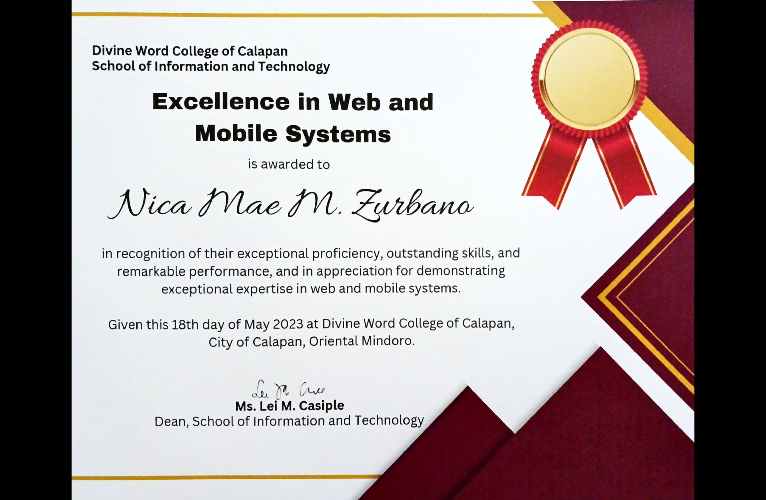 Divine Word College of Calapan
School of Information and Technology
Excellence in Web and
Mobile Systems
is awarded to
Nica Mae M. Zurbano
in recognition of their exceptional proficiency, outstanding skills, and
remarkable performance, and in appreciation for demonstrating
exceptional expertise in web and mobile systems.
Given this 18th day of May 2023 at Divine Word College of Calapan,
City of Calapan, Oriental Mindoro.
Ms. Lei M. Casiple
Dean, School of Information and Technology